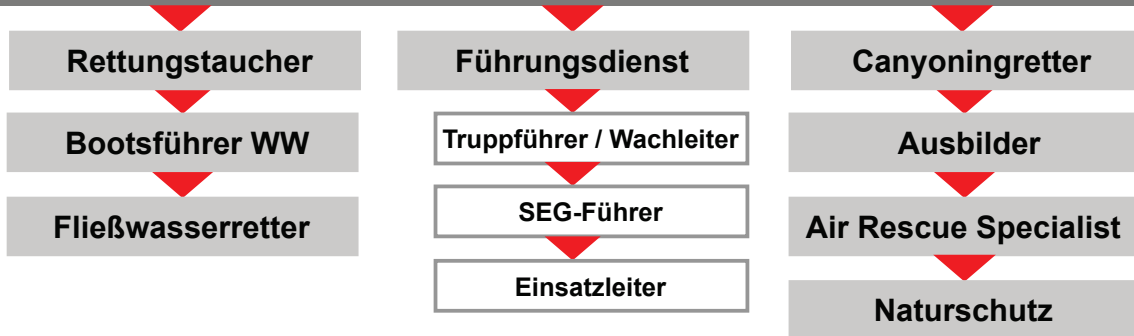 Rettungstaucher
Bootsführer WW
Fließwasserretter
Führungsdienst
Truppführer / Wachleiter
SEG-Führer
Einsatzleiter
Canyoningretter
Ausbilder
Air Rescue Specialist
Naturschutz